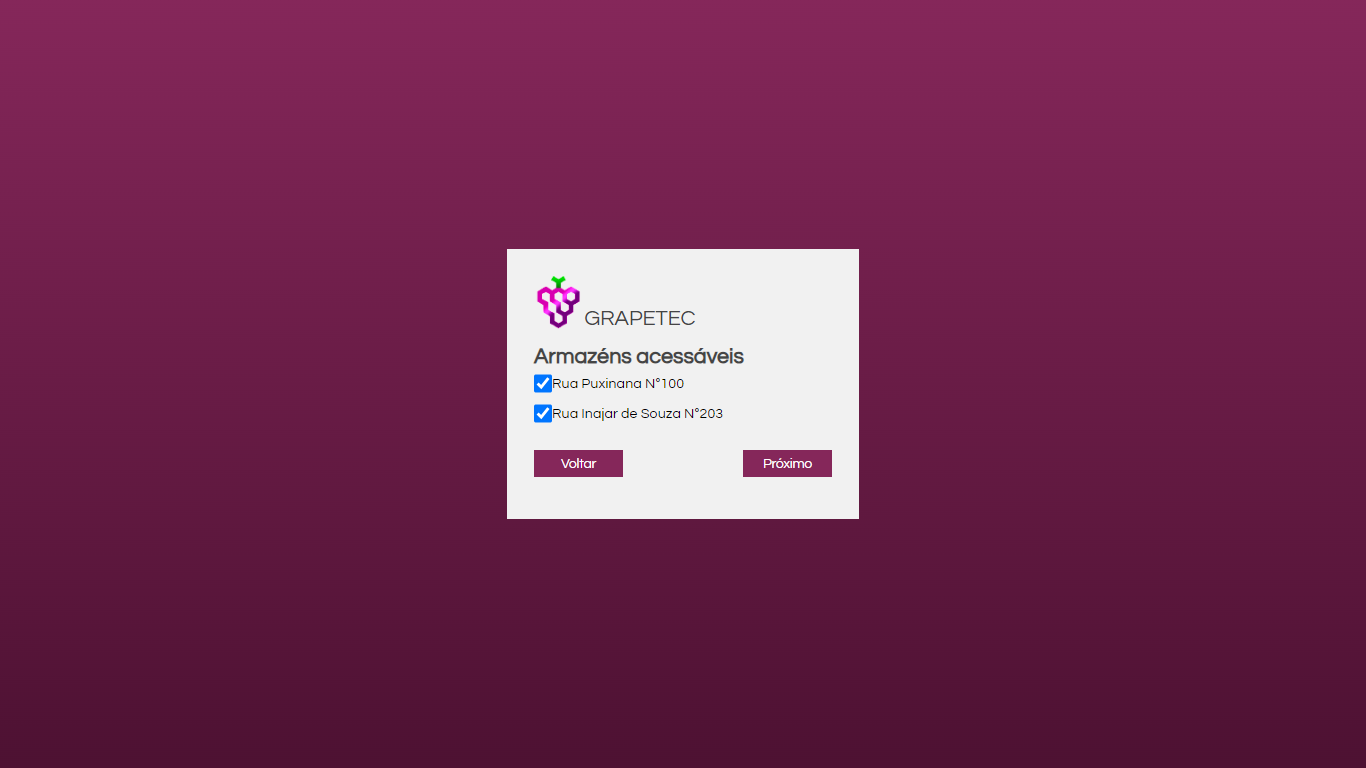 GRAPETEC
Armazéns acessáveis
Rua Puxinana N°100
Rua Inajar de Souza N°203
Voltar
Próximo